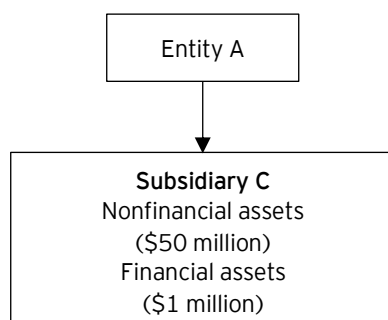 Entity A
Subsidiary C
Nonfinancial assets
($50 million)
Financial assets
($1 million)